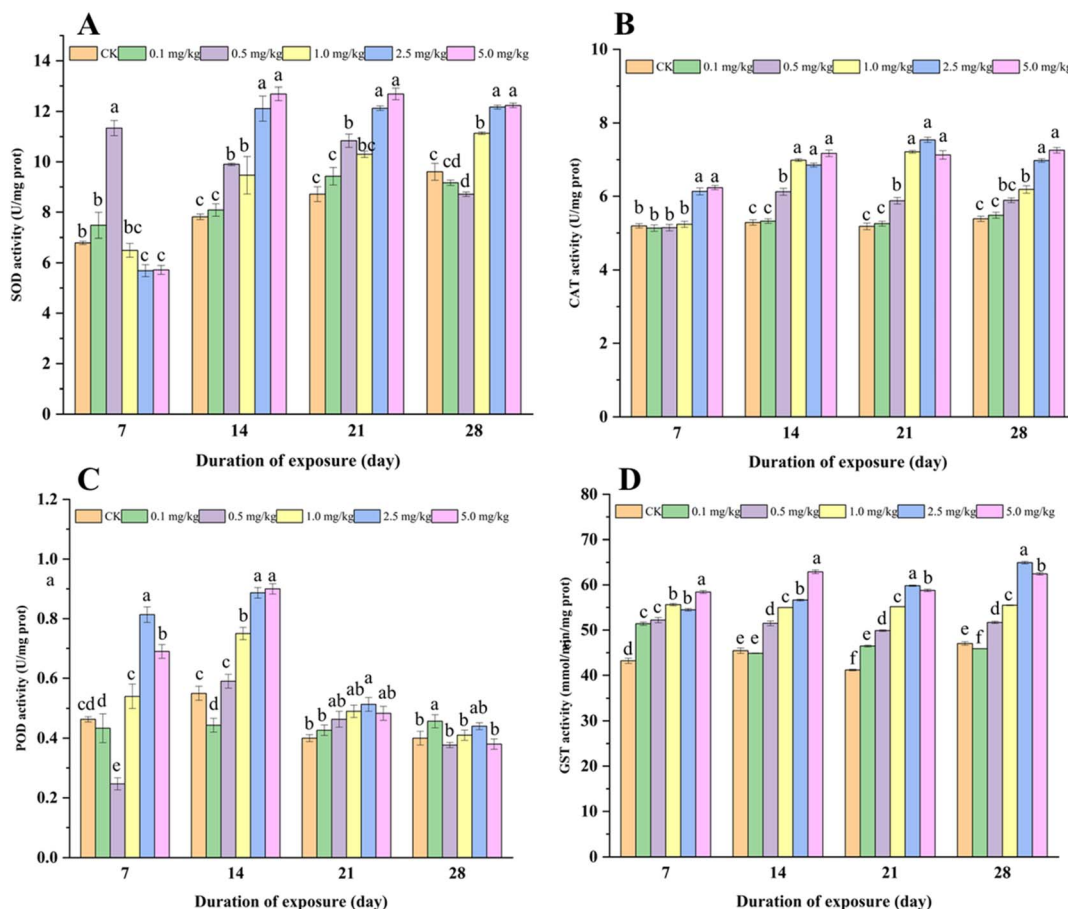 A
CK 0.1 mg/kg 0.5 mg/kg 1.0 mg/kg 2.5 mg/kg 5.0 mg/kg
SOD activity (U/mg prot)
14
12
10
8
6
4
2
0
b b a bc c c
c c b b a a
c c b bc a a
c cd d b a a
7 14 21 28
Duration of exposure (day)
B
CK 0.1 mg/kg 0.5 mg/kg 1.0 mg/kg 2.5 mg/kg 5.0 mg/kg
CAT activity (U/mg prot)
10
8
6
4
2
0
b b b b a a
c c b a a a
c c b a a a
c c bc b a a
7 14 21 28
Duration of exposure (day)
C
CK 0.1 mg/kg 0.5 mg/kg 1.0 mg/kg 2.5 mg/kg 5.0 mg/kg
a
POD activity (U/mg prot)
1.2
1.0
0.8
0.6
0.4
0.2
0.0
cd d e c a b
c d c b a a
b b ab ab a ab
b a b b ab b
7 14 21 28
Duration of exposure (day)
D
CK 0.1 mg/kg 0.5 mg/kg 1.0 mg/kg 2.5 mg/kg 5.0 mg/kg
GST activity (mmol/min/mg prot)
80
70
60
50
40
30
20
10
0
d c c b b a
e e d c b a
f e d c a b
e f d c a b
7 14 21 28
Duration of exposure (day)